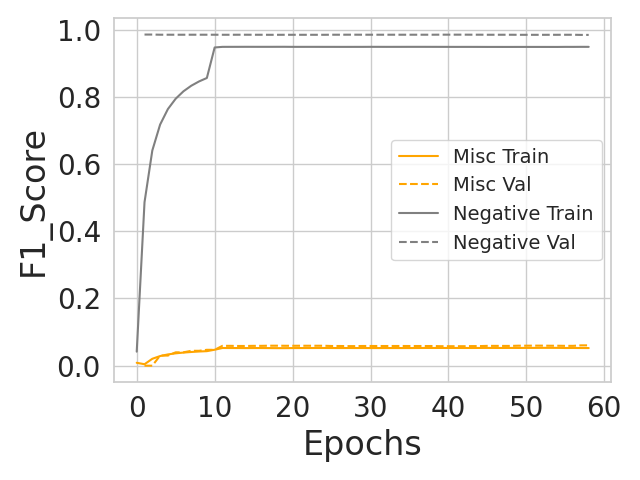 1.0
0.8
0.6
0.4
0.2
0.0
F1_Score
Misc Train
Misc Val
Negative Train
Negative Val
0 10 20 30 40 50 60
Epochs